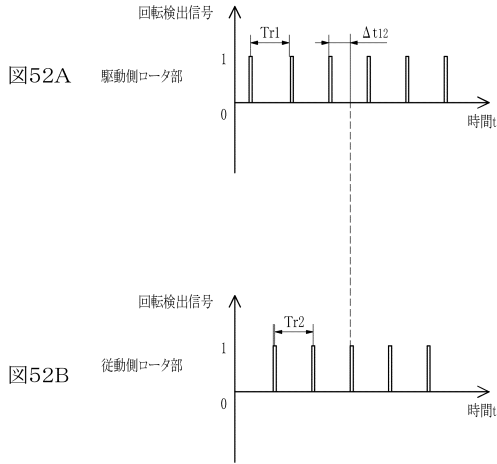 回転検出信号
Tr1
Δt12
1
図52A
駆動側ロータ部
0
時間t
回転検出信号
Tr2
1
図52B
従動側ロータ部
0
時間t